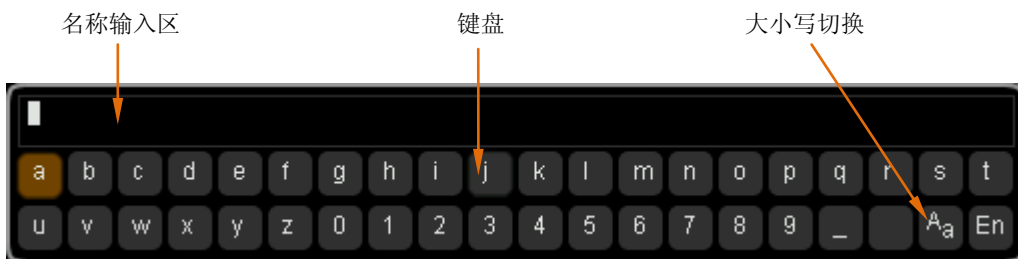 名称输入区 键盘 大小写切换
a b c d e f g h i j k l m n o p q r s t
u v w x y z 0 1 2 3 4 5 6 7 8 9 _ Aa En